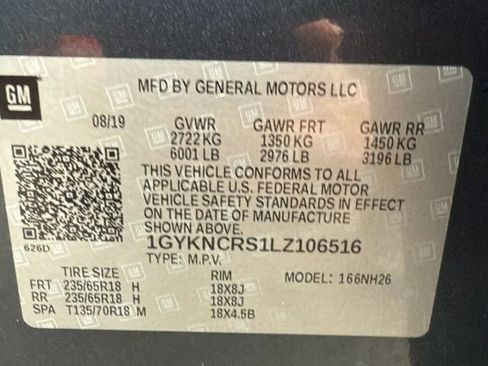 GM
MFD BY GENERAL MOTORS LLC
08/19 GVWR GAWR FRT GAWR RR
2722 KG 1350 KG 1450 KG
6001 LB 2976 LB 3196 LB
THIS VEHICLE CONFORMS TO ALL
APPLICABLE U.S. FEDERAL MOTOR
VEHICLE SAFETY STANDARDS IN EFFECT
ON THE DATE OF MANUFACTURE
SHOWN ABOVE.
626D
1GYKNCRS1LZ106516
TYPE: M.P.V.
TIRE SIZE RIM MODEL: 166NH26
FRT 235/65R18 H 18X8J
RR 235/65R18 H 18X8J
SPA T135/70R18 M 18X4.5B